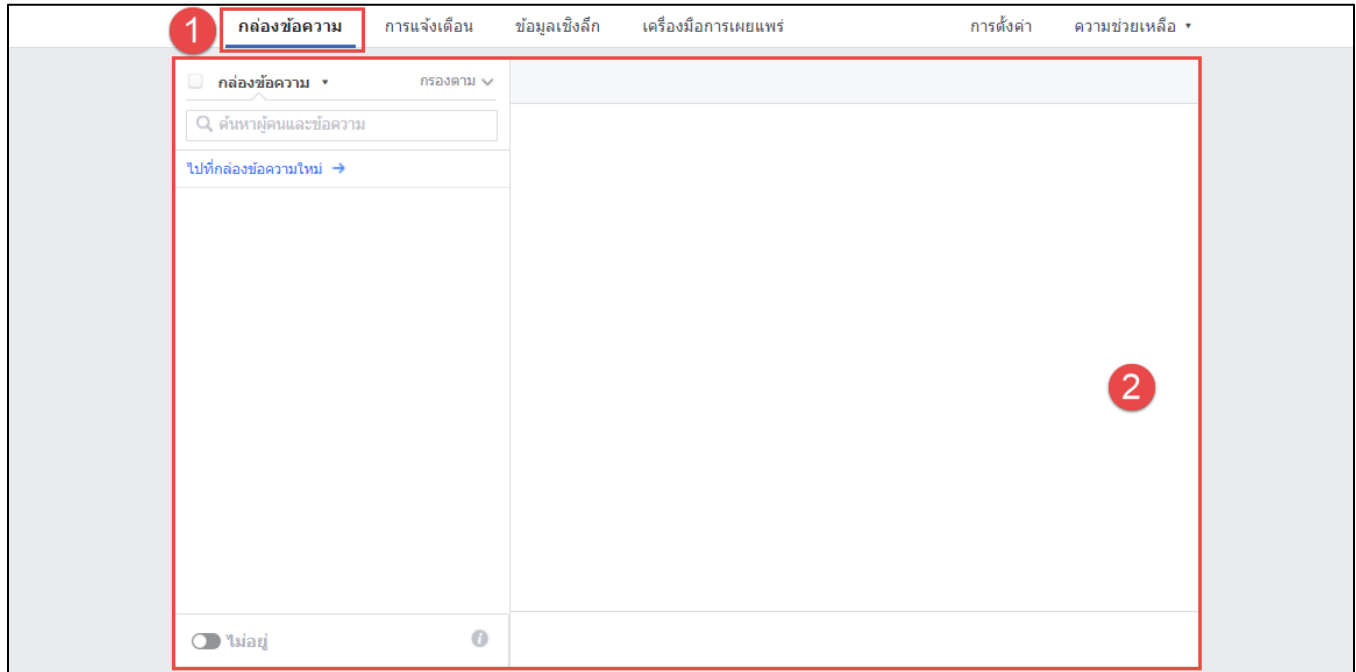 1 กล่องข้อความ การแจ้งเตือน ข้อมูลเชิงลึก เครื่องมือการเผยแพร่ การตั้งค่า ความช่วยเหลือ
กล่องข้อความ กรองตาม
ค้นหาผู้คนและข้อความ
ไปที่กล่องข้อความใหม่ →
2
ไม่อยู่ i